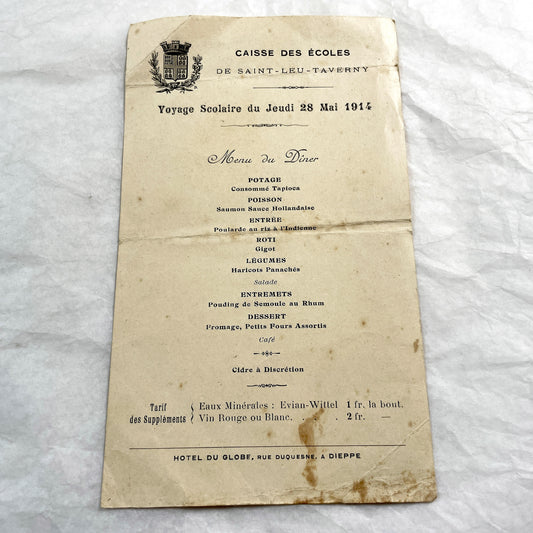 CAISSE DES ÉCOLES
DE SAINT-LEU-TAVERNY
Voyage Scolaire du Jeudi 28 Mai 1914
Menu du Dîner
POTAGE
Consommé Tapioca
POISSON
Saumon Sauce Hollandaise
ENTRÉE
Poularde au riz à l'Indienne
ROTI
Gigot
LÉGUMES
Haricots Panachés
Salade
ENTREMETS
Pouding de Semoule au Rhum
DESSERT
Fromage, Petits Fours Assortis
Café
Cidre à Discrétion
Tarif des Suppléments
Eaux Minérales : Evian-Wittel 1 fr. la bout.
Vin Rouge ou Blanc. . . . 2 fr. —
HOTEL DU GLOBE, RUE DUQUESNE, A DIEPPE